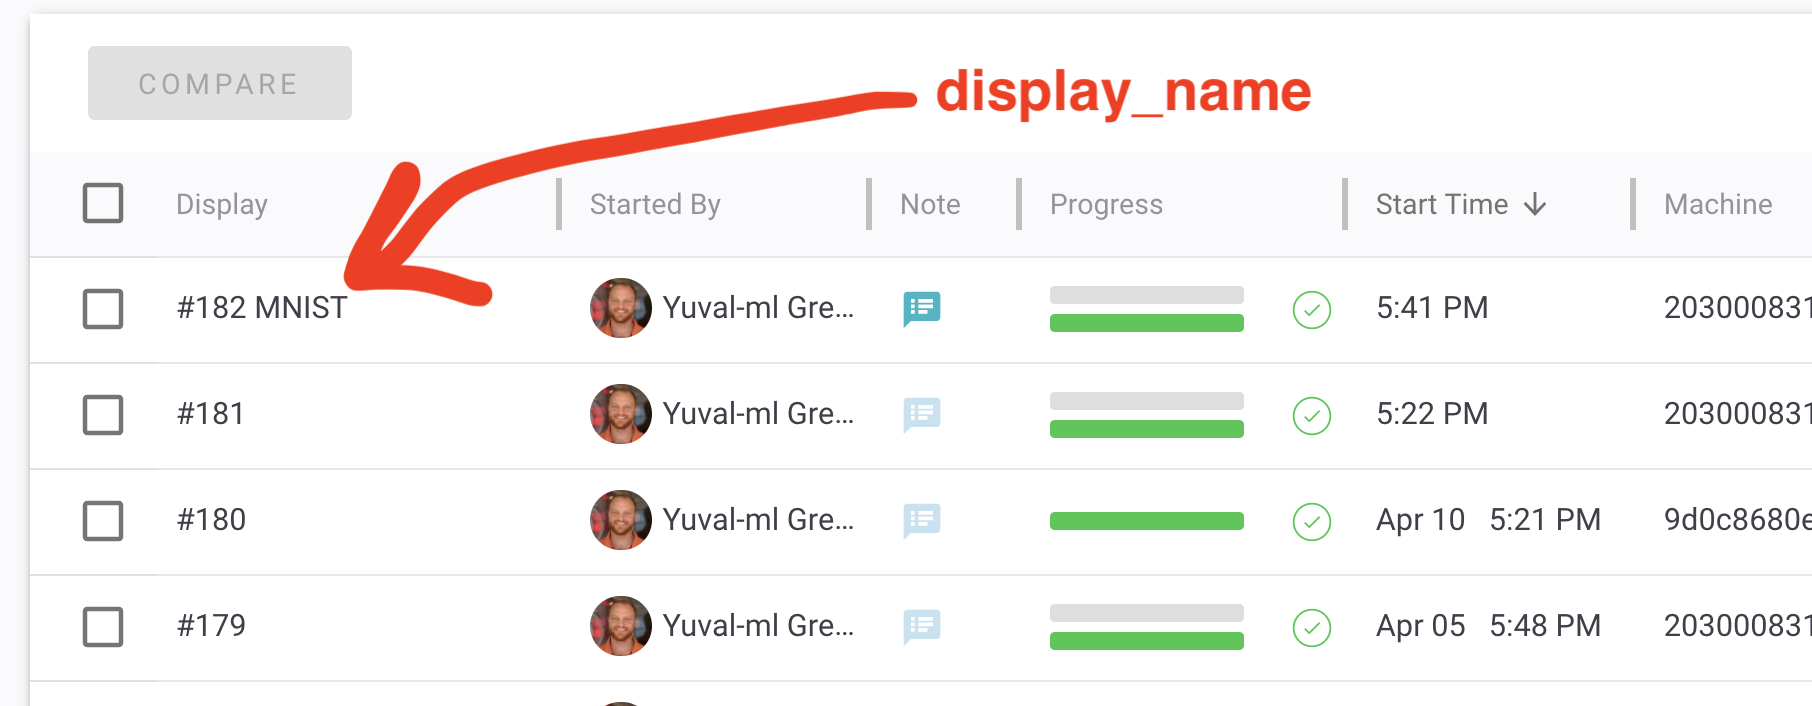 COMPARE
display_name
Display Started By Note Progress Start Time Machine
#182 MNIST Yuval-ml Gre... 5:41 PM 203000831
#181 Yuval-ml Gre... 5:22 PM 203000831
#180 Yuval-ml Gre... Apr 10 5:21 PM 9d0c8680e
#179 Yuval-ml Gre... Apr 05 5:48 PM 203000831